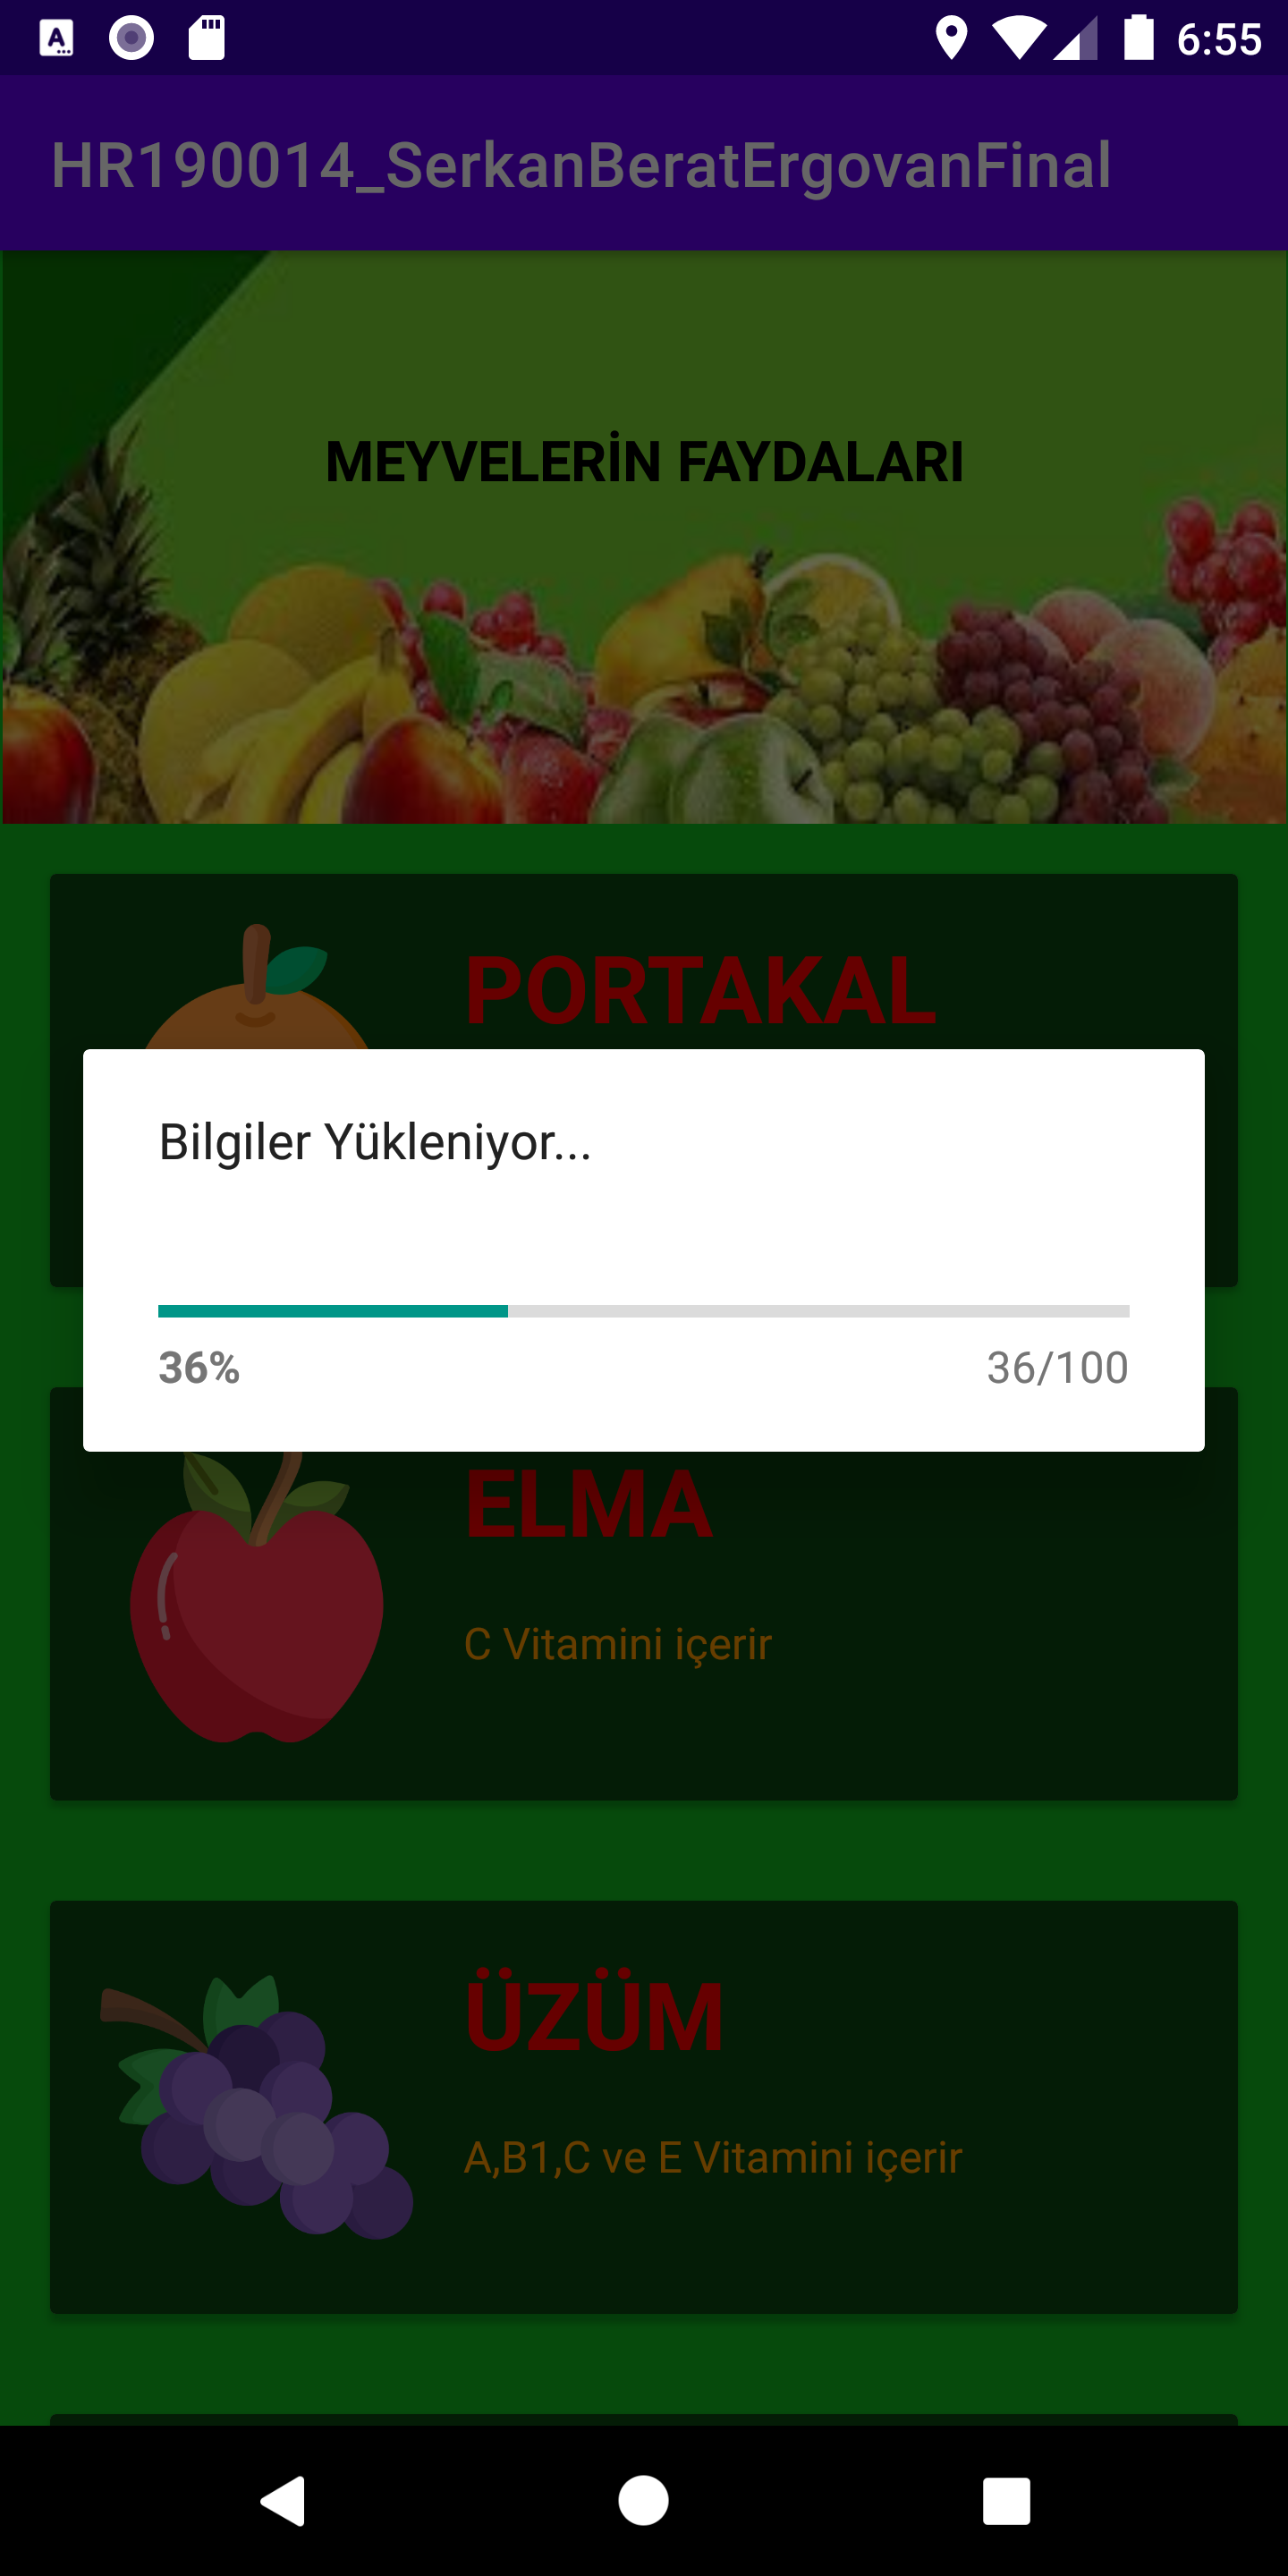 6:55
HR190014_SerkanBeratErgovanFinal
MEYVELERİN FAYDALARI
PORTAKAL
Bilgiler Yükleniyor...
36% 36/100
ELMA
C Vitamini içerir
ÜZÜM
A,B1,C ve E Vitamini içerir